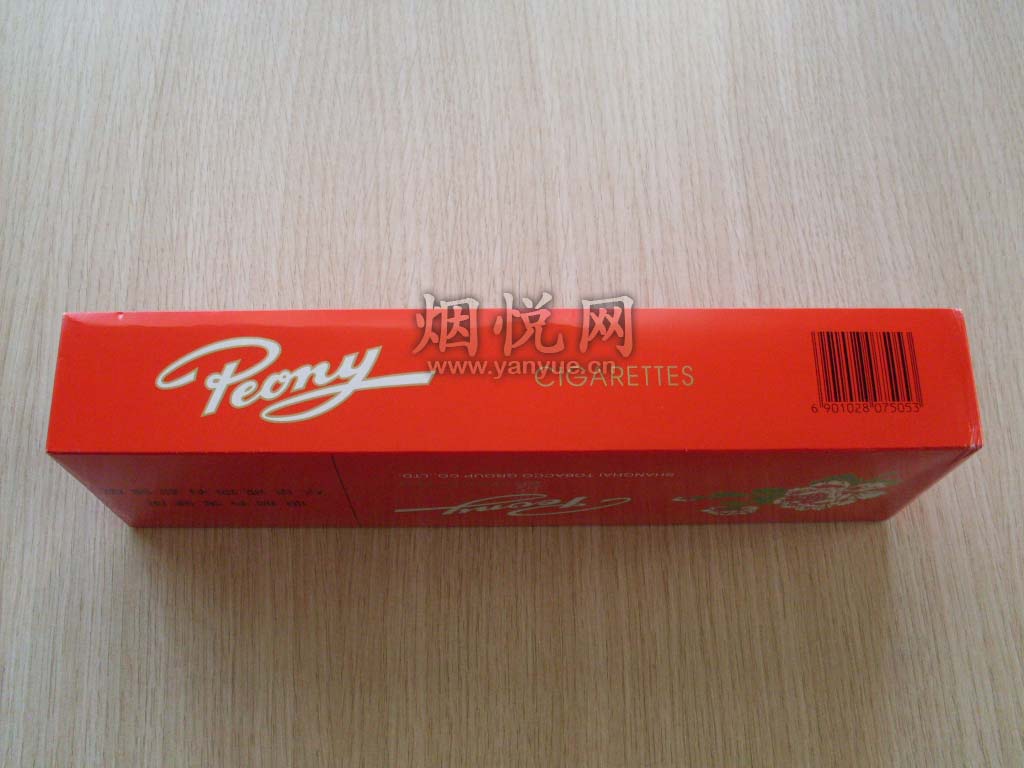 烟悦网
www.yanyue.cn
Peony
CIGARETTES
6 901028 075053
SHANGHAI TOBACCO GROUP CO., LTD.
Peony